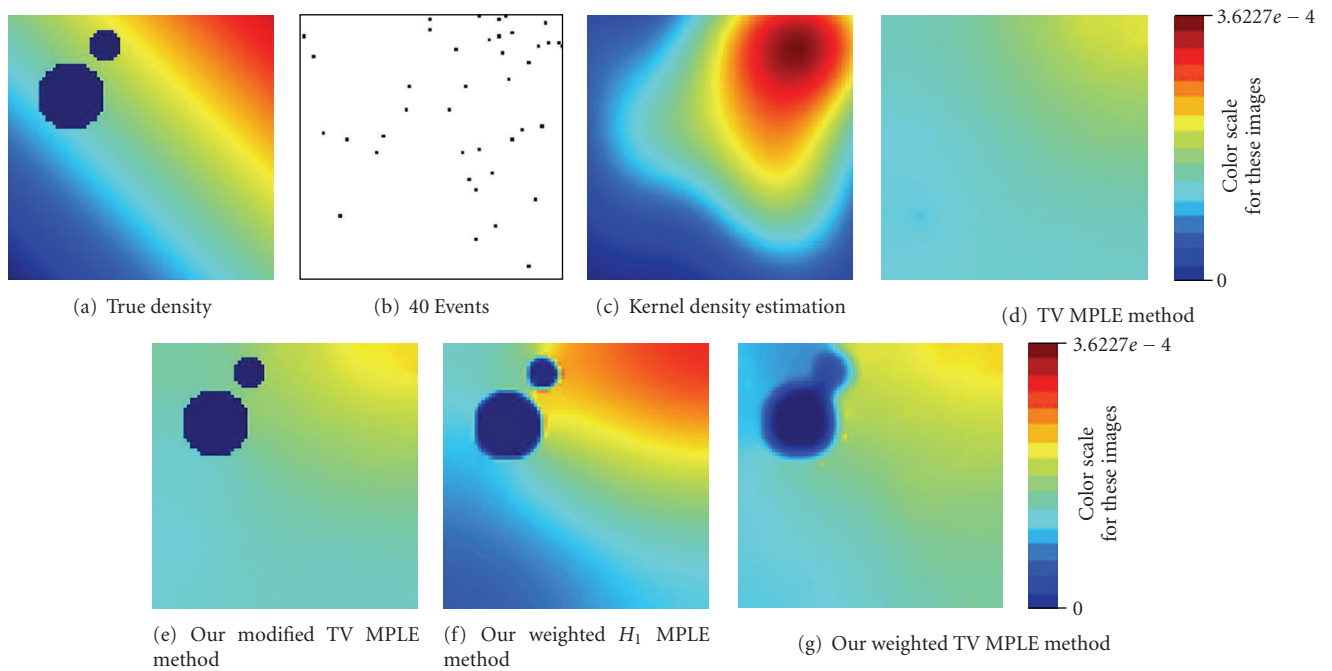 3.6227e − 4
Color scale
for these images
0
(a) True density
(b) 40 Events
(c) Kernel density estimation
(d) TV MPLE method
3.6227e − 4
Color scale
for these images
0
(e) Our modified TV MPLE
method
(f) Our weighted H₁ MPLE
method
(g) Our weighted TV MPLE method